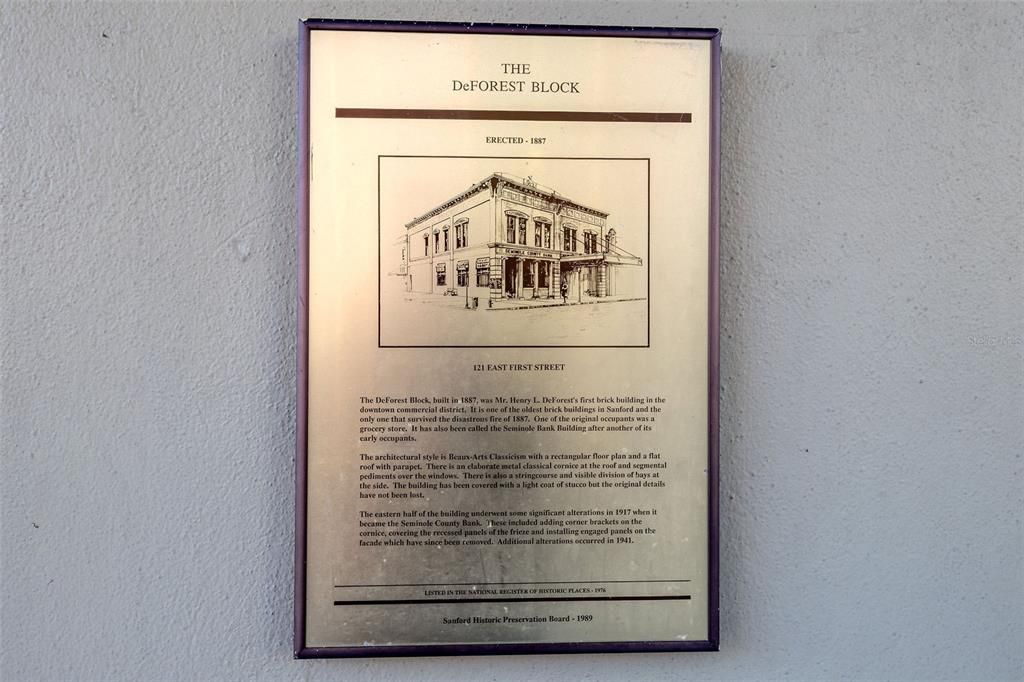 THE
DeFOREST BLOCK
ERECTED - 1887
SEMINOLE COUNTY BANK
121 EAST FIRST STREET
The DeForest Block, built in 1887, was Mr. Henry L. DeForest's first brick building in the
downtown commercial district. It is one of the oldest brick buildings in Sanford and the
only one that survived the disastrous fire of 1887. One of the original occupants was a
grocery store. It has also been called the Seminole Bank Building after another of its
early occupants.
The architectural style is Beaux-Arts Classicism with a rectangular floor plan and a flat
roof with parapet. There is an elaborate metal classical cornice at the roof and segmental
pediments over the windows. There is also a stringcourse and visible division of bays at
the side. The building has been covered with a light coat of stucco but the original details
have not been lost.
The eastern half of the building underwent some significant alterations in 1917 when it
became the Seminole County Bank. These included adding corner brackets on the
cornice, covering the recessed panels of the frieze and installing engaged panels on the
facade which have since been removed. Additional alterations occurred in 1941.
LISTED IN THE NATIONAL REGISTER OF HISTORIC PLACES - 1976
Sanford Historic Preservation Board - 1989